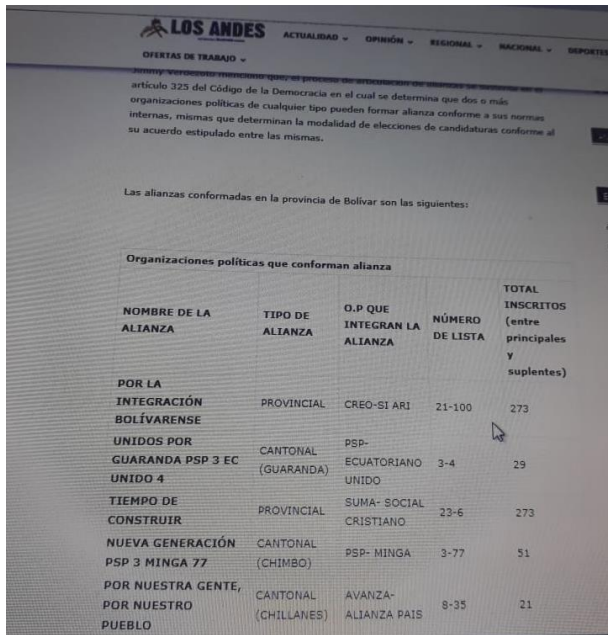 LOS ANDES
ACTUALIDAD
OPINIÓN
REGIONAL
NACIONAL
DEPORTES
OFERTAS DE TRABAJO
artículo 325 del Código de la Democracia en el cual se determina que dos o más
organizaciones políticas de cualquier tipo pueden formar alianza conforme a sus normas
internas, mismas que determinan la modalidad de elecciones de candidaturas conforme al
su acuerdo estipulado entre las mismas.
Las alianzas conformadas en la provincia de Bolívar son las siguientes:
Organizaciones políticas que conforman alianza
NOMBRE DE LA ALIANZA
TIPO DE ALIANZA
O.P QUE INTEGRAN LA ALIANZA
NÚMERO DE LISTA
TOTAL INSCRITOS (entre principales y suplentes)
POR LA INTEGRACIÓN BOLÍVARENSE
PROVINCIAL
CREO-SI ARI
21-100
273
UNIDOS POR GUARANDA PSP 3 EC UNIDO 4
CANTONAL (GUARANDA)
PSP- ECUATORIANO UNIDO
3-4
29
TIEMPO DE CONSTRUIR
PROVINCIAL
SUMA- SOCIAL CRISTIANO
23-6
273
NUEVA GENERACIÓN PSP 3 MINGA 77
CANTONAL (CHIMBO)
PSP- MINGA
3-77
51
POR NUESTRA GENTE, POR NUESTRO PUEBLO
CANTONAL (CHILLANES)
AVANZA- ALIANZA PAIS
8-35
21